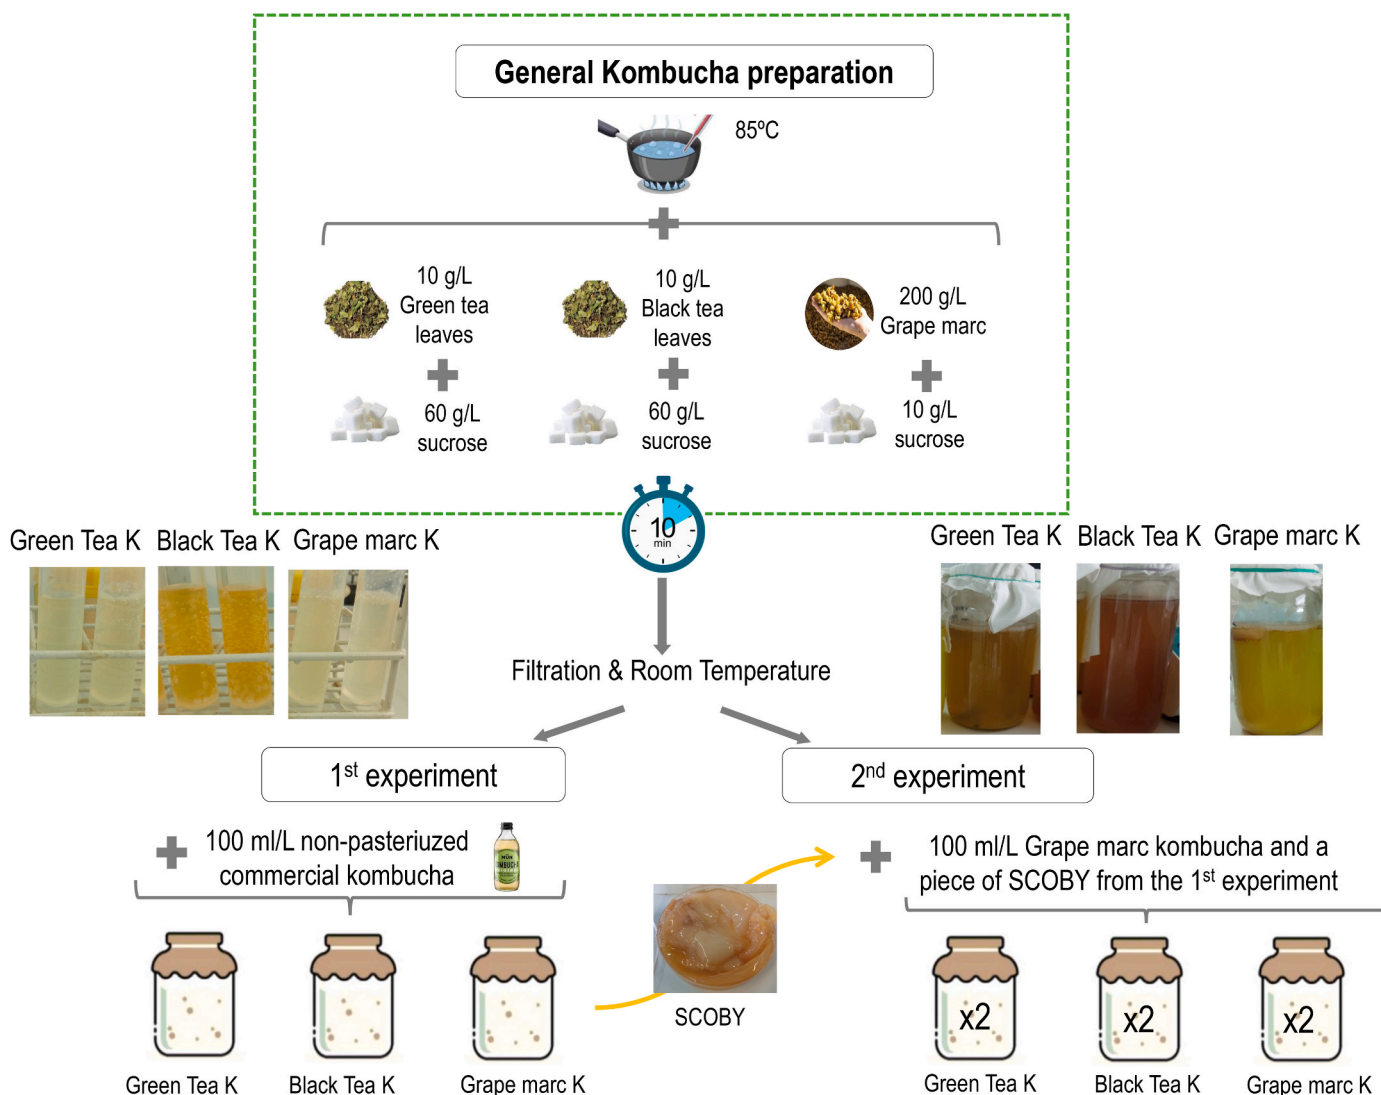 General Kombucha preparation
85ºC
10 g/L
Green tea
leaves
60 g/L
sucrose
10 g/L
Black tea
leaves
60 g/L
sucrose
200 g/L
Grape marc
10 g/L
sucrose
10
min
Green Tea K
Black Tea K
Grape marc K
Green Tea K
Black Tea K
Grape marc K
Filtration & Room Temperature
1st experiment
2nd experiment
100 ml/L non-pasteriuzed
commercial kombucha
100 ml/L Grape marc kombucha and a
piece of SCOBY from the 1st experiment
SCOBY
Green Tea K
Black Tea K
Grape marc K
x2
x2
x2
Green Tea K
Black Tea K
Grape marc K